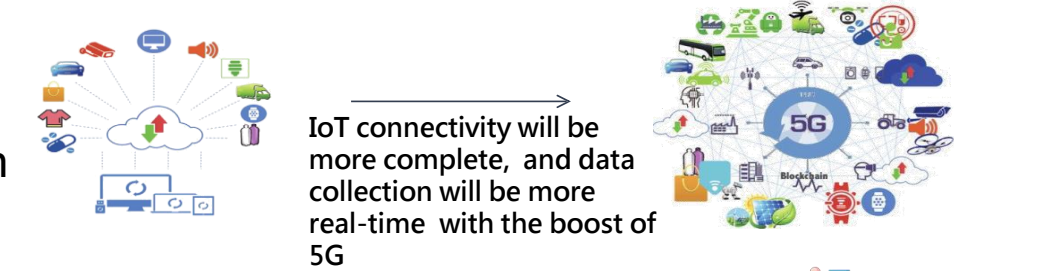 n
IoT connectivity will be
more complete, and data
collection will be more
real-time with the boost of
5G
5G
Blockchain